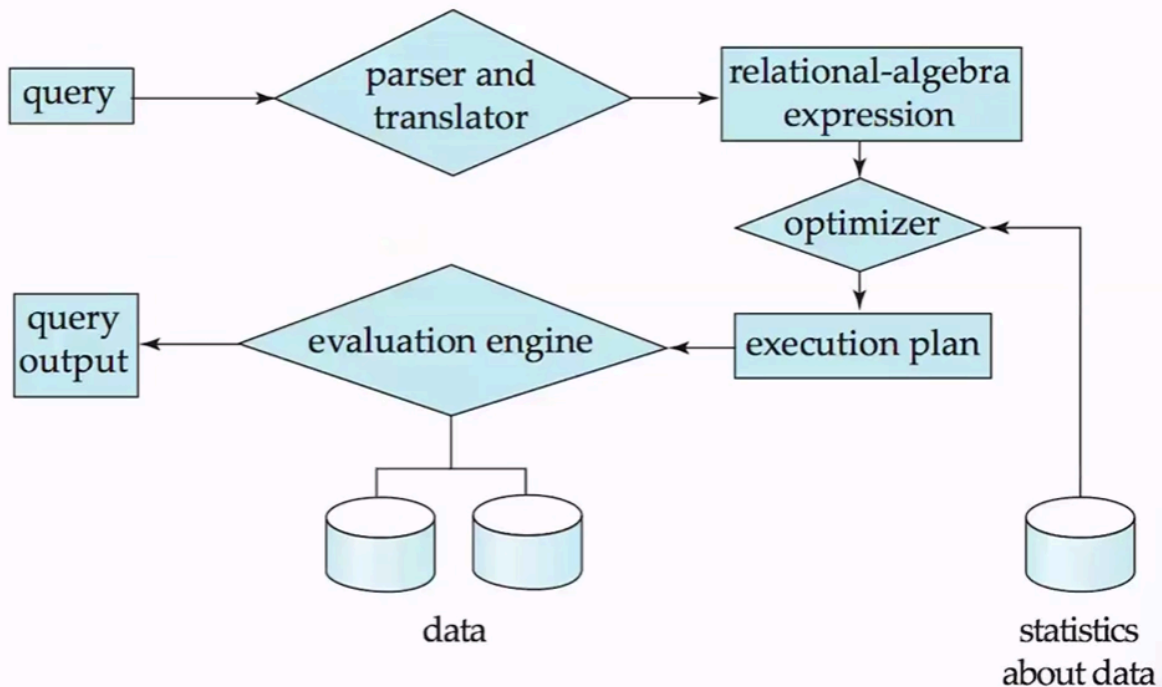 query
parser and
translator
relational-algebra
expression
optimizer
query
output
evaluation engine
execution plan
data
statistics
about data